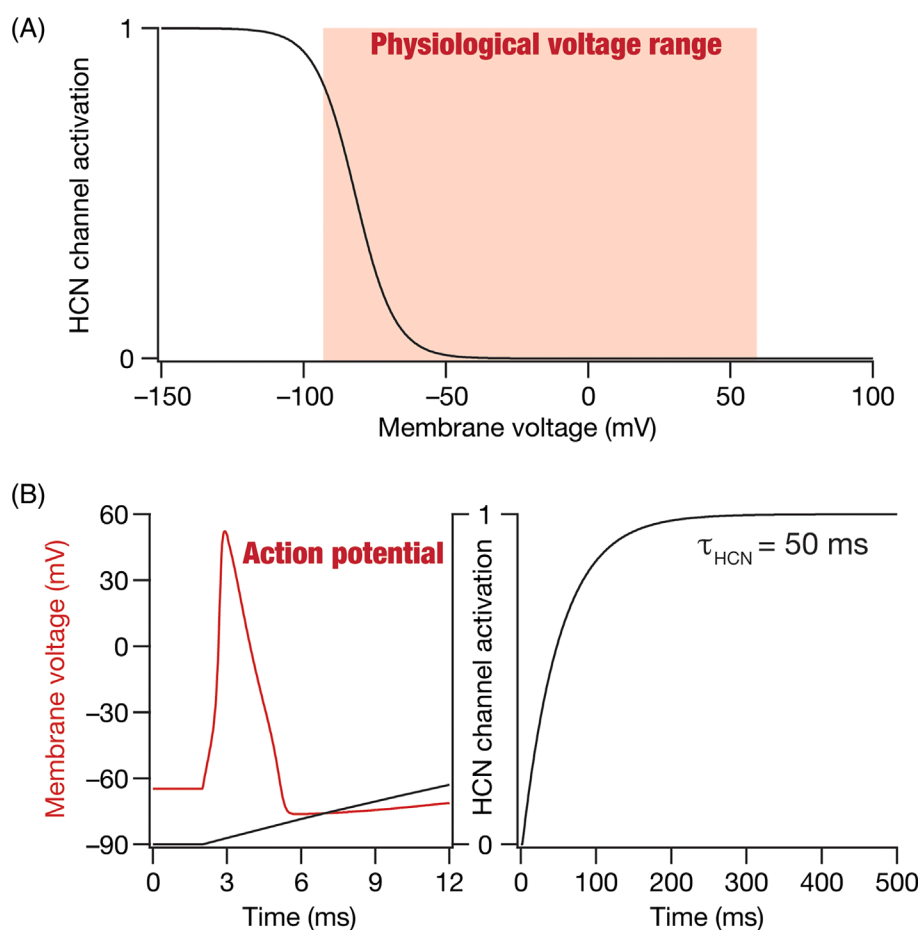 (A)
Physiological voltage range
HCN channel activation
1
0
−150
−100
−50
0
50
100
Membrane voltage (mV)
(B)
Membrane voltage (mV)
60
30
0
−30
−60
−90
Action potential
0
3
6
9
12
Time (ms)
HCN channel activation
1
0
τHCN = 50 ms
0
100
200
300
400
500
Time (ms)